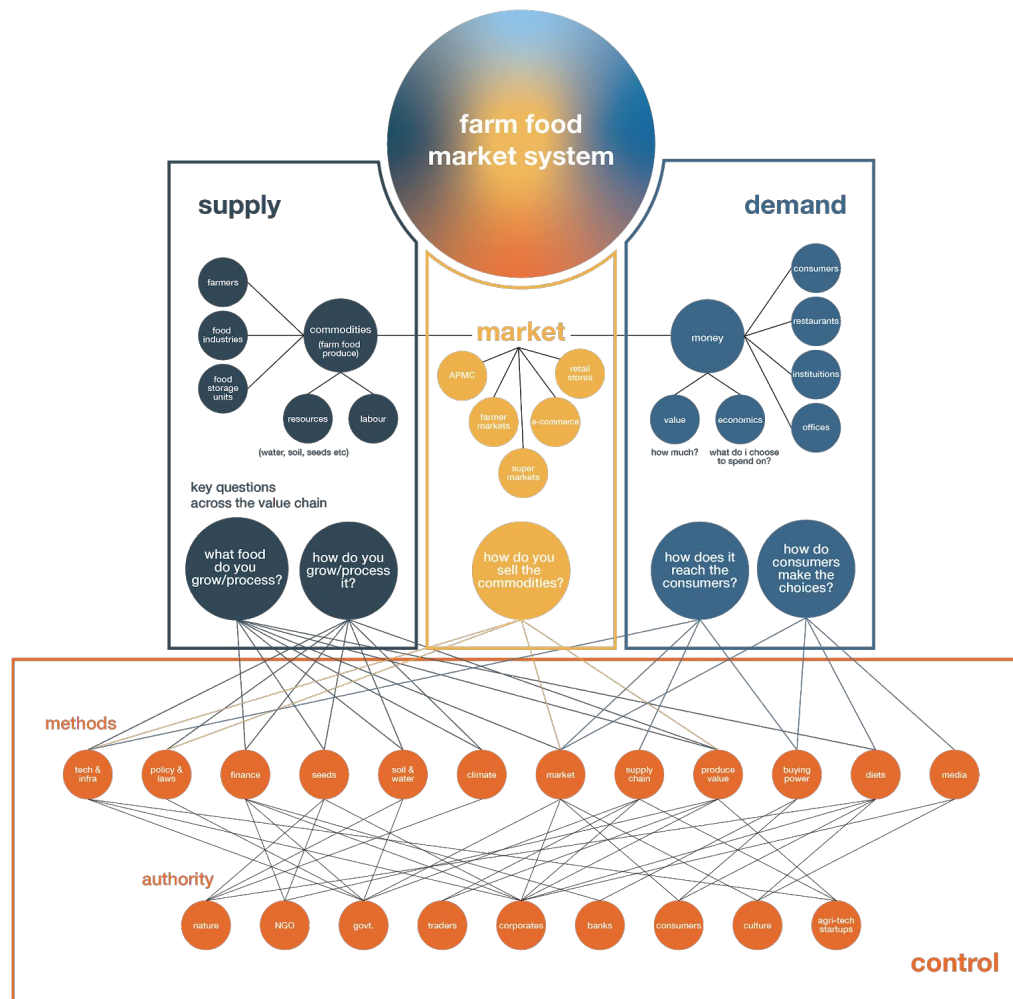 farm food
market system
supply
demand
farmers
food
industries
food
storage
units
commodities
(farm food
produce)
resources
labour
(water, soil, seeds etc)
market
APMC
retail
stores
farmer
markets
e-commerce
super
markets
money
consumers
restaurants
instituitions
offices
value
economics
how much?
what do i choose
to spend on?
key questions
across the value chain
what food
do you
grow/process?
how do you
grow/process
it?
how do you
sell the
commodities?
how does it
reach the
consumers?
how do
consumers
make the
choices?
methods
tech &
infra
policy &
laws
finance
seeds
soil &
water
climate
market
supply
chain
produce
value
buying
power
diets
media
authority
nature
NGO
govt.
traders
corporates
banks
consumers
culture
agri-tech
startups
control